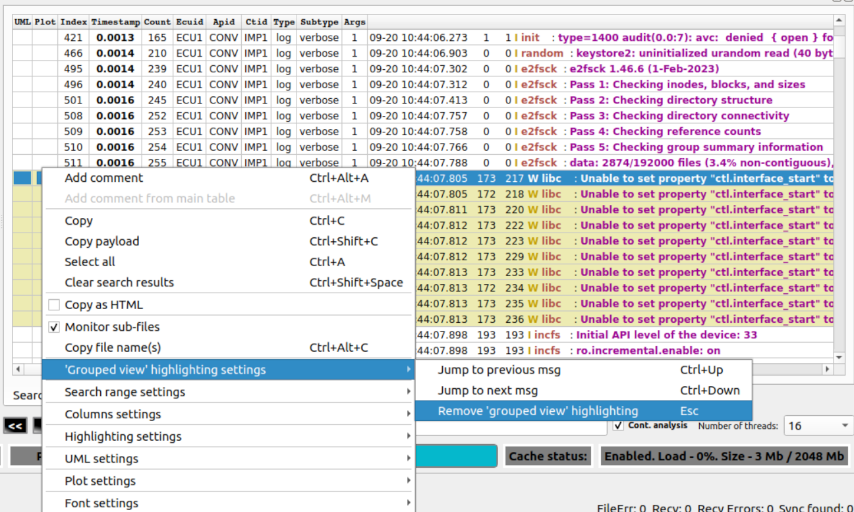 UML Plot Index Timestamp Count Ecuid Apid Ctid Type Subtype Args
421 0.0013 165 ECU1 CONV IMP1 log verbose 1 09-20 10:44:06.273 1 1 I init : type=1400 audit(0.0:7): avc: denied { open } fo
466 0.0014 210 ECU1 CONV IMP1 log verbose 1 09-20 10:44:06.903 0 0 I random : keystore2: uninitialized urandom read (40 byt
495 0.0014 239 ECU1 CONV IMP1 log verbose 1 09-20 10:44:07.302 0 0 I e2fsck : e2fsck 1.46.6 (1-Feb-2023)
496 0.0014 240 ECU1 CONV IMP1 log verbose 1 09-20 10:44:07.312 0 0 I e2fsck : Pass 1: Checking inodes, blocks, and sizes
501 0.0016 245 ECU1 CONV IMP1 log verbose 1 09-20 10:44:07.413 0 0 I e2fsck : Pass 2: Checking directory structure
508 0.0016 252 ECU1 CONV IMP1 log verbose 1 09-20 10:44:07.757 0 0 I e2fsck : Pass 3: Checking directory connectivity
509 0.0016 253 ECU1 CONV IMP1 log verbose 1 09-20 10:44:07.758 0 0 I e2fsck : Pass 4: Checking reference counts
510 0.0016 254 ECU1 CONV IMP1 log verbose 1 09-20 10:44:07.766 0 0 I e2fsck : Pass 5: Checking group summary information
511 0.0016 255 ECU1 CONV IMP1 log verbose 1 09-20 10:44:07.788 0 0 I e2fsck : data: 2874/192000 files (3.4% non-contiguous),
44:07.805 173 217 W libc : Unable to set property "ctl.interface_start" to
44:07.805 172 218 W libc : Unable to set property "ctl.interface_start" to
44:07.811 173 220 W libc : Unable to set property "ctl.interface_start" to
44:07.812 173 222 W libc : Unable to set property "ctl.interface_start" to
44:07.812 173 223 W libc : Unable to set property "ctl.interface_start" to
44:07.812 173 229 W libc : Unable to set property "ctl.interface_start" to
44:07.813 173 233 W libc : Unable to set property "ctl.interface_start" to
44:07.813 172 234 W libc : Unable to set property "ctl.interface_start" to
44:07.813 173 235 W libc : Unable to set property "ctl.interface_start" to
44:07.813 173 236 W libc : Unable to set property "ctl.interface_start" to
44:07.898 193 193 I incfs : Initial API level of the device: 33
44:07.898 193 193 I incfs : ro.incremental.enable: on
Add comment Ctrl+Alt+A
Add comment from main table Ctrl+Alt+M
Copy Ctrl+C
Copy payload Ctrl+Shift+C
Select all Ctrl+A
Clear search results Ctrl+Shift+Space
Copy as HTML
Monitor sub-files
Copy file name(s) Ctrl+Alt+C
'Grouped view' highlighting settings
Search range settings
Columns settings
Highlighting settings
UML settings
Plot settings
Font settings
Jump to previous msg Ctrl+Up
Jump to next msg Ctrl+Down
Remove 'grouped view' highlighting Esc
Searc
<< Cont. analysis Number of threads: 16
Cache status: Enabled. Load - 0%. Size - 3 Mb / 2048 Mb
FileErr: 0 Recv: 0 Recv Errors: 0 Sync found: 0